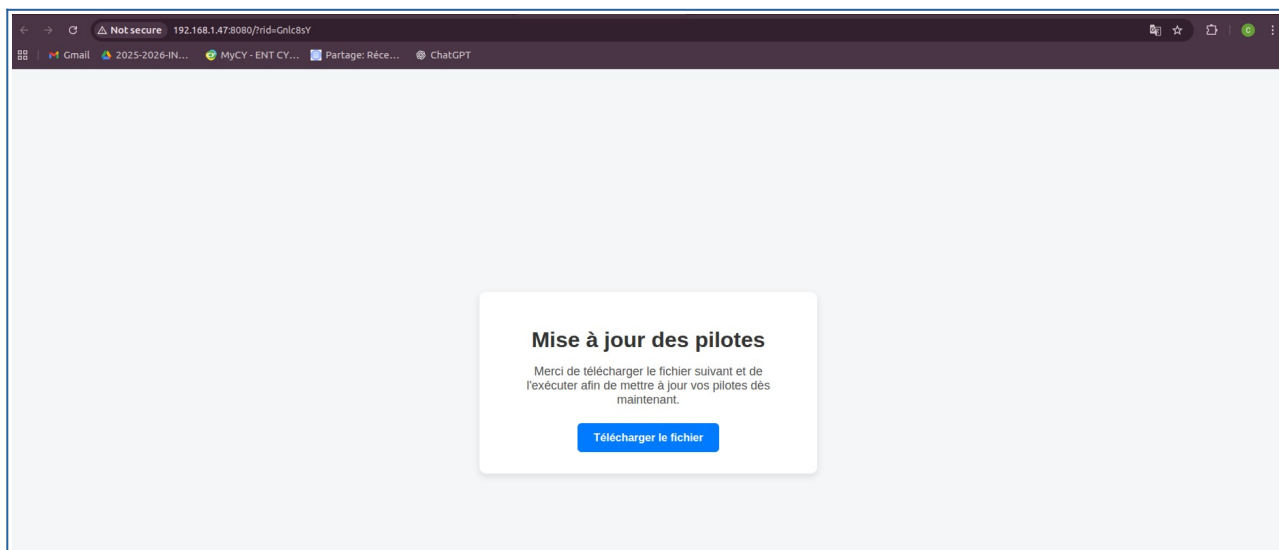 Not secure 192.168.1.47:8080/?rid=Gnlc8sY
Gmail 2025-2026-IN... MyCY - ENT CY... Partage: Réce... ChatGPT
Mise à jour des pilotes
Merci de télécharger le fichier suivant et de
l'exécuter afin de mettre à jour vos pilotes dès
maintenant.
Télécharger le fichier